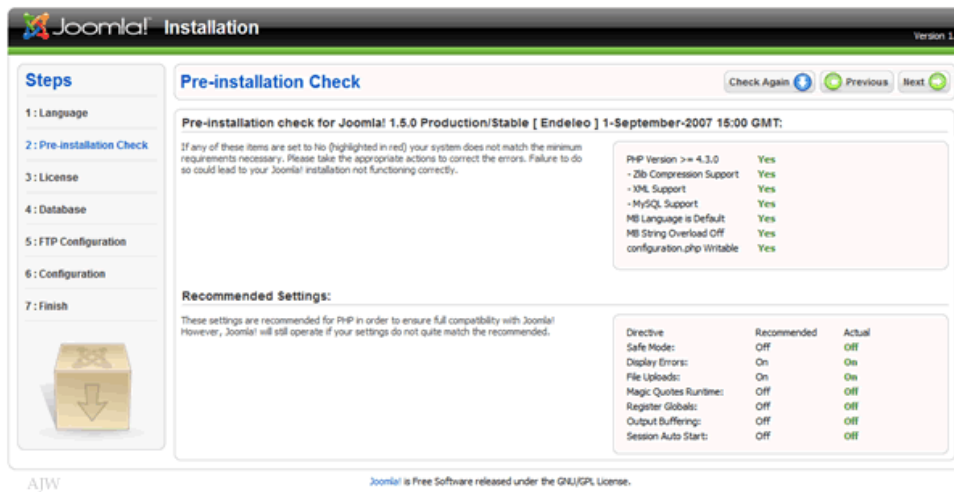 Joomla! Installation
Version 1.
Steps
1 : Language
2 : Pre-installation Check
3 : License
4 : Database
5 : FTP Configuration
6 : Configuration
7 : Finish
Pre-installation Check
Check Again
Previous
Next
Pre-installation check for Joomla! 1.5.0 Production/Stable [ Endeleo ] 1-September-2007 15:00 GMT:
If any of these items are set to No (highlighted in red) your system does not match the minimum
requirements necessary. Please take the appropriate actions to correct the errors. Failure to do
so could lead to your Joomla! installation not functioning correctly.
PHP Version >= 4.3.0 Yes
- Zlib Compression Support Yes
- XML Support Yes
- MySQL Support Yes
MB Language is Default Yes
MB String Overload Off Yes
configuration.php Writable Yes
Recommended Settings:
These settings are recommended for PHP in order to ensure full compatibility with Joomla!
However, Joomla! will still operate if your settings do not quite match the recommended.
Directive Recommended Actual
Safe Mode: Off Off
Display Errors: On On
File Uploads: On On
Magic Quotes Runtime: Off Off
Register Globals: Off Off
Output Buffering: Off Off
Session Auto Start: Off Off
AJW
Joomla! is Free Software released under the GNU/GPL License.